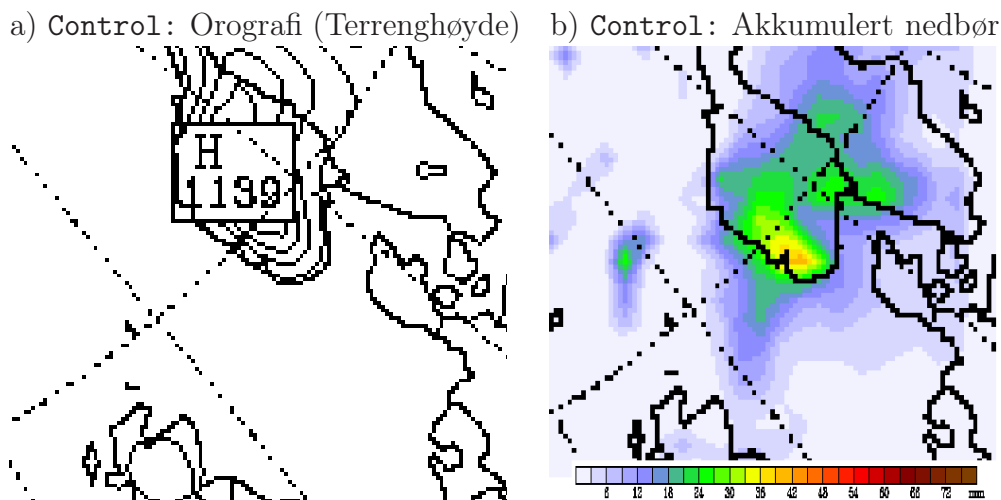 a) Control: Orografi (Terrenghøyde)
b) Control: Akkumulert nedbør
H
1139
6 12 18 24 30 36 42 48 54 60 66 72 mm